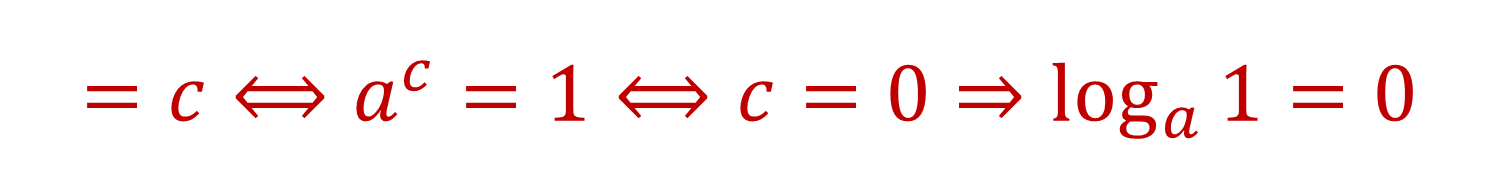 = c ⇔ a^c = 1 ⇔ c = 0 ⇒ log_a 1 = 0